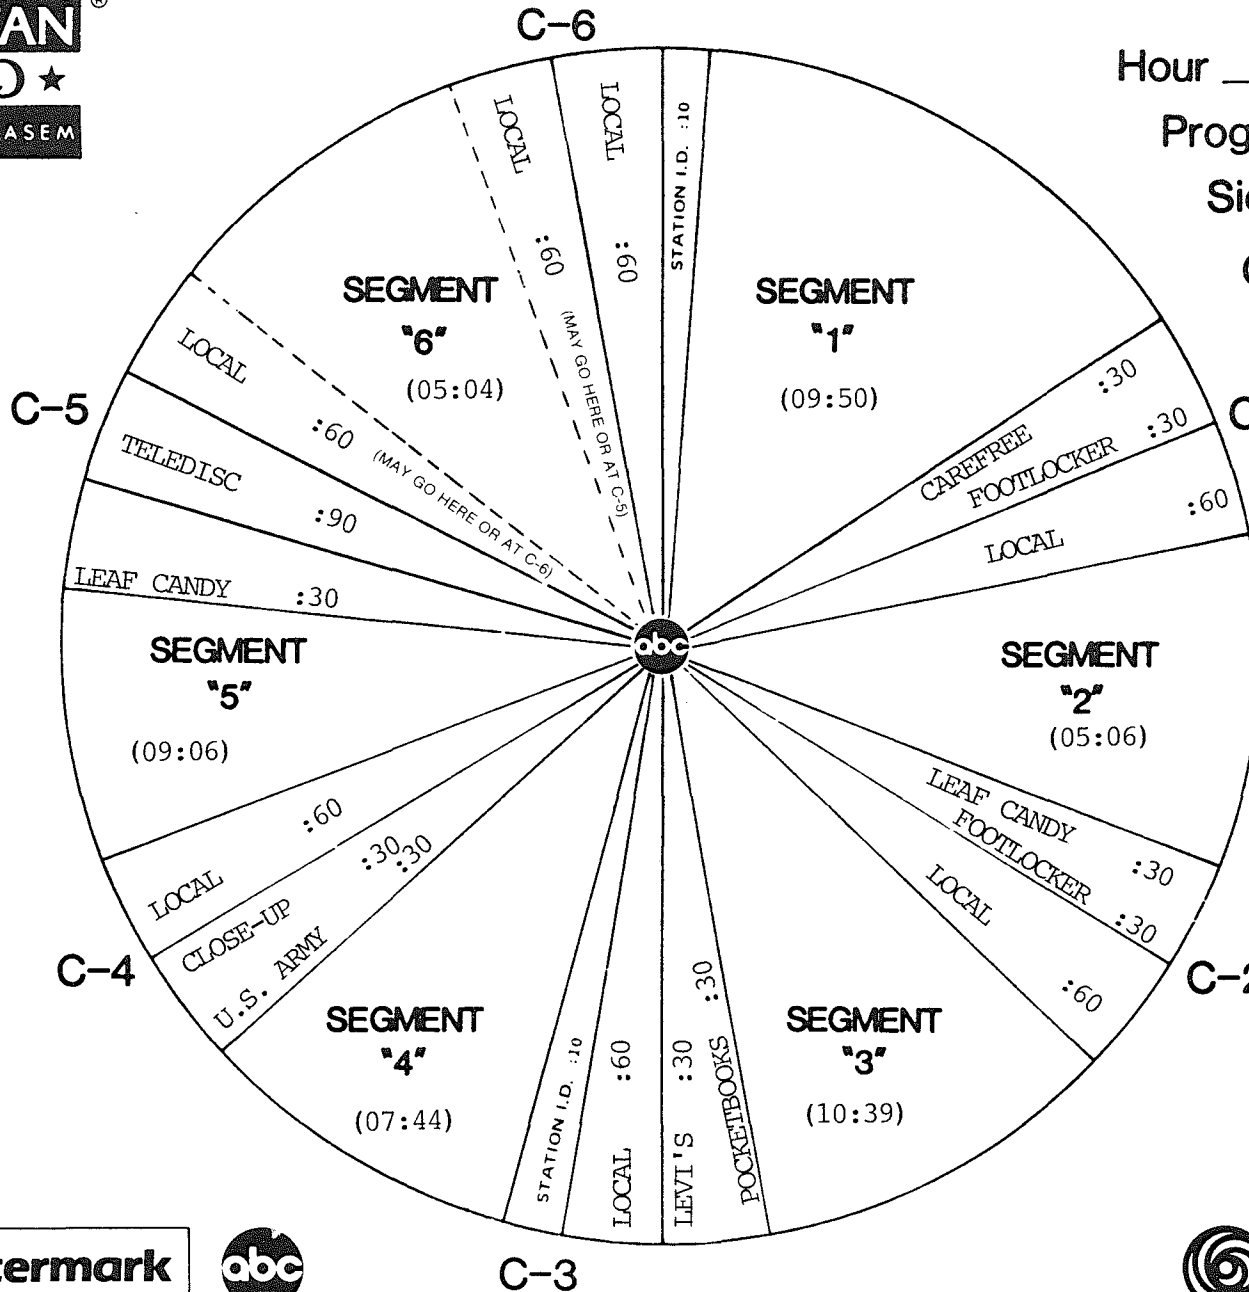 C-6
Hour
ASEM
LOCAL
:60
LOCAL
:60
(MAY GO HERE OR AT C-5)
STATION I.D. :10
SEGMENT
"1"
(09:50)
CAREFREE :30
FOOTLOCKER :30
LOCAL :60
SEGMENT
"2"
(05:06)
LEAF CANDY :30
FOOTLOCKER :30
C-2
LOCAL :60
SEGMENT
"3"
(10:39)
POCKETBOOKS :30
LEVI'S :30
C-3
LOCAL :60
STATION I.D. :10
SEGMENT
"4"
(07:44)
U.S. ARMY :30
CLOSE-UP :30
C-4
LOCAL :60
SEGMENT
"5"
(09:06)
LEAF CANDY :30
TELEDISC :90
C-5
LOCAL :60
(MAY GO HERE OR AT C-6)
SEGMENT
"6"
(05:04)
abc
termark
abc